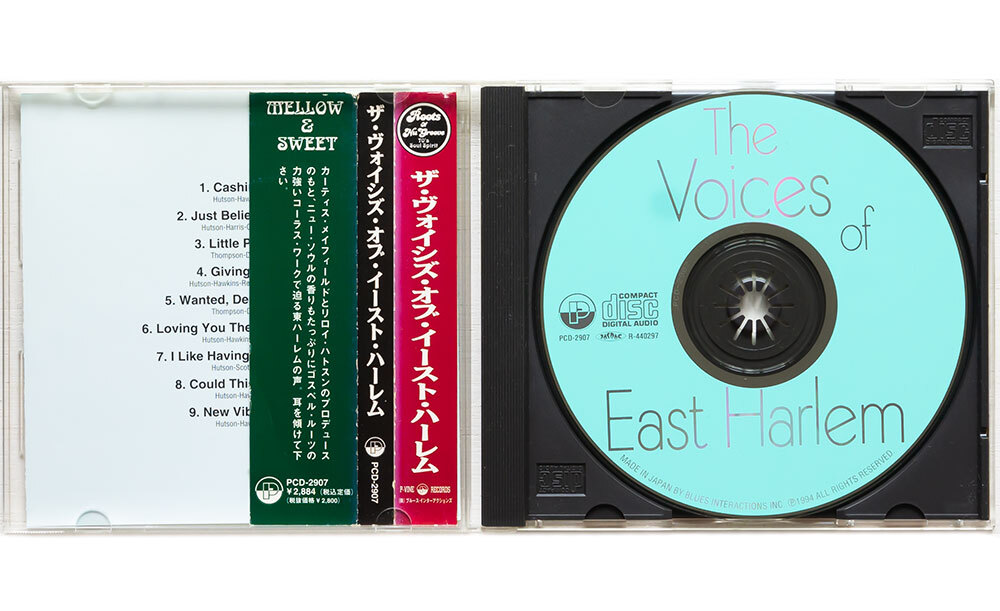 1. Cashi
Hutson-Haw
2. Just Belie
Hutson-Harris-
3. Little P
Thompson-D
4. Giving
Hutson-Hawkins-Re
5. Wanted, De
Thompson-D
6. Loving You The
Hutson-Hawkins
7. I Like Having
Hutson-Scot
8. Could Thi
Hutson-Haw
9. New Vib
Hutson-Haw
MELLOW
&
SWEET
カーティス・メイフィールドとリロイ・ハトスンのプロデュース
のもと、ニュー・ソウルの香りもたっぷりにゴスペル・ルーツの
力強いコーラス・ワークで迫る東ハーレムの声。耳を傾けて下
さい。
P
PCD-2907
￥2,884（税込定価）
(税抜価格￥2,800)
ザ・ヴォイシズ・オブ・イースト・ハーレム
P
PCD-2907
Roots
of
Nu Groove
70's
Soul Spirit
ザ・ヴォイシズ・オブ・イースト・ハーレム
P-VINE RECORDS
(株)ブルース・インターアクションズ
The
Voices
of
East Harlem
P
PCD-2907
COMPACT
disc
DIGITAL AUDIO
R-440297
MADE IN JAPAN BY BLUES INTERACTIONS INC. Ⓟ1994 ALL RIGHTS RESERVED